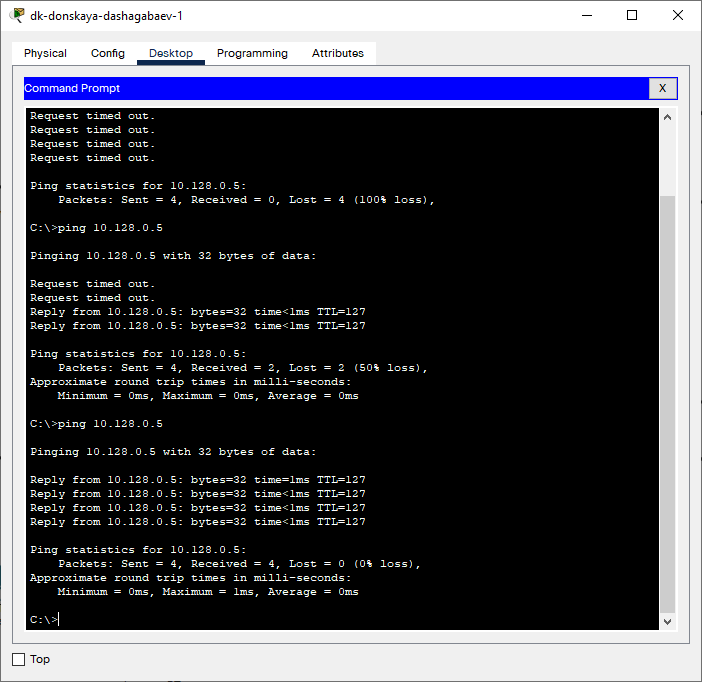 dk-donskaya-dashagabaev-1
Physical Config Desktop Programming Attributes
Command Prompt X
Request timed out.
Request timed out.
Request timed out.
Request timed out.
Ping statistics for 10.128.0.5:
Packets: Sent = 4, Received = 0, Lost = 4 (100% loss),
C:\>ping 10.128.0.5
Pinging 10.128.0.5 with 32 bytes of data:
Request timed out.
Request timed out.
Reply from 10.128.0.5: bytes=32 time<1ms TTL=127
Reply from 10.128.0.5: bytes=32 time<1ms TTL=127
Ping statistics for 10.128.0.5:
Packets: Sent = 4, Received = 2, Lost = 2 (50% loss),
Approximate round trip times in milli-seconds:
Minimum = 0ms, Maximum = 0ms, Average = 0ms
C:\>ping 10.128.0.5
Pinging 10.128.0.5 with 32 bytes of data:
Reply from 10.128.0.5: bytes=32 time=1ms TTL=127
Reply from 10.128.0.5: bytes=32 time<1ms TTL=127
Reply from 10.128.0.5: bytes=32 time<1ms TTL=127
Reply from 10.128.0.5: bytes=32 time<1ms TTL=127
Ping statistics for 10.128.0.5:
Packets: Sent = 4, Received = 4, Lost = 0 (0% loss),
Approximate round trip times in milli-seconds:
Minimum = 0ms, Maximum = 1ms, Average = 0ms
C:\>
Top